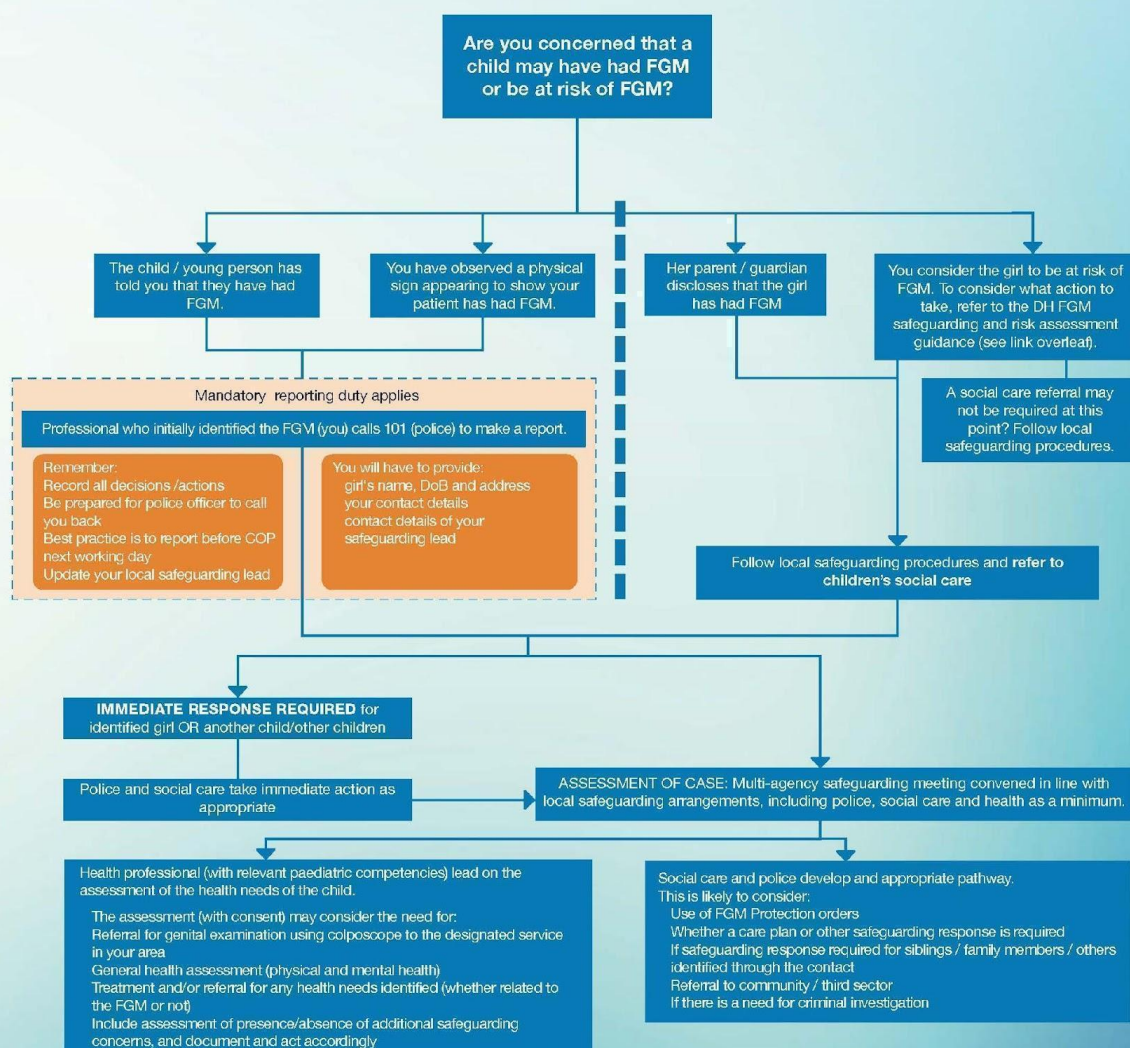 Are you concerned that a
child may have had FGM
or be at risk of FGM?
The child / young person has
told you that they have had
FGM.
You have observed a physical
sign appearing to show your
patient has had FGM.
Her parent / guardian
discloses that the girl
has had FGM
You consider the girl to be at risk of
FGM. To consider what action to
take, refer to the DH FGM
safeguarding and risk assessment
guidance (see link overleaf).
A social care referral may
not be required at this
point? Follow local
safeguarding procedures.
Mandatory reporting duty applies
Professional who initially identified the FGM (you) calls 101 (police) to make a report.
Remember:
Record all decisions /actions
Be prepared for police officer to call
you back
Best practice is to report before COP
next working day
Update your local safeguarding lead
You will have to provide:
girl's name, DoB and address
your contact details
contact details of your
safeguarding lead
Follow local safeguarding procedures and refer to
children's social care
IMMEDIATE RESPONSE REQUIRED for
identified girl OR another child/other children
Police and social care take immediate action as
appropriate
ASSESSMENT OF CASE: Multi-agency safeguarding meeting convened in line with
local safeguarding arrangements, including police, social care and health as a minimum.
Health professional (with relevant paediatric competencies) lead on the
assessment of the health needs of the child.
The assessment (with consent) may consider the need for:
Referral for genital examination using colposcope to the designated service
in your area
General health assessment (physical and mental health)
Treatment and/or referral for any health needs identified (whether related to
the FGM or not)
Include assessment of presence/absence of additional safeguarding
concerns, and document and act accordingly
Social care and police develop and appropriate pathway.
This is likely to consider:
Use of FGM Protection orders
Whether a care plan or other safeguarding response is required
If safeguarding response required for siblings / family members / others
identified through the contact
Referral to community / third sector
If there is a need for criminal investigation